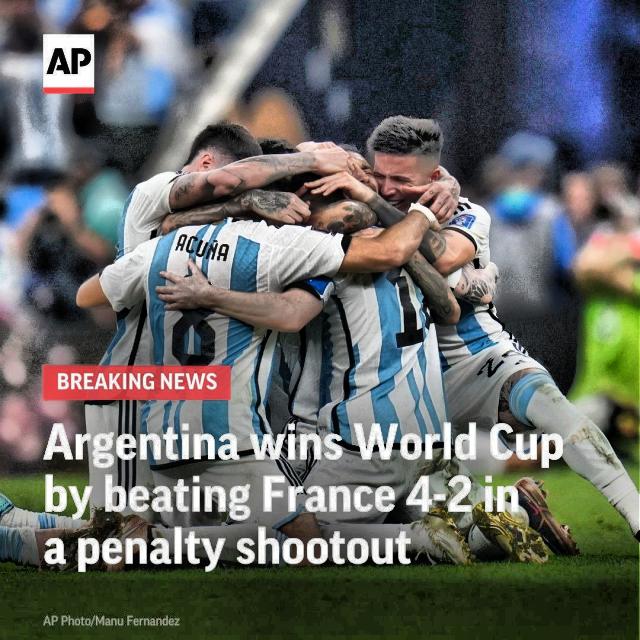 AP
ACUÑA
8
1
BREAKING NEWS
Argentina wins World Cup
by beating France 4-2 in
a penalty shootout
AP Photo/Manu Fernandez